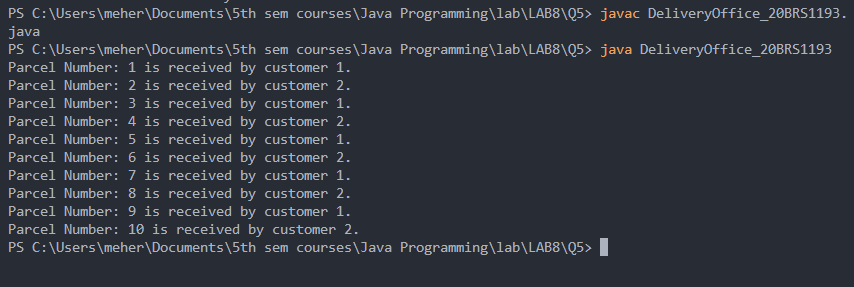 PS C:\Users\meher\Documents\5th sem courses\Java Programming\lab\LAB8\Q5> javac DeliveryOffice_20BRS1193.
java
PS C:\Users\meher\Documents\5th sem courses\Java Programming\lab\LAB8\Q5> java DeliveryOffice_20BRS1193
Parcel Number: 1 is received by customer 1.
Parcel Number: 2 is received by customer 2.
Parcel Number: 3 is received by customer 1.
Parcel Number: 4 is received by customer 2.
Parcel Number: 5 is received by customer 1.
Parcel Number: 6 is received by customer 2.
Parcel Number: 7 is received by customer 1.
Parcel Number: 8 is received by customer 2.
Parcel Number: 9 is received by customer 1.
Parcel Number: 10 is received by customer 2.
PS C:\Users\meher\Documents\5th sem courses\Java Programming\lab\LAB8\Q5>